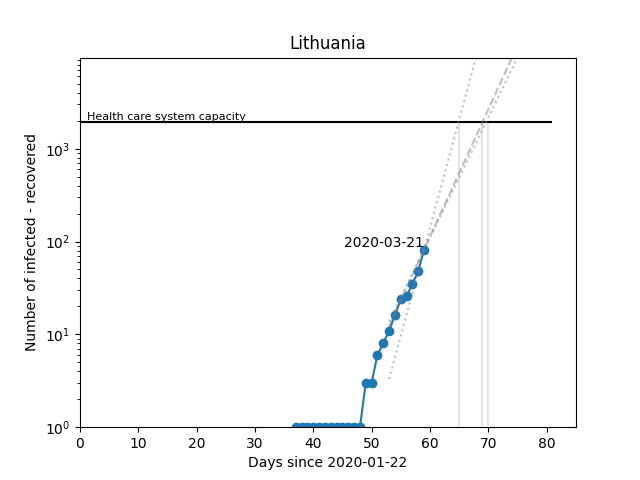 Lithuania
Number of infected - recovered
10³
10²
10¹
10⁰
Health care system capacity
2020-03-21
0 10 20 30 40 50 60 70 80
Days since 2020-01-22